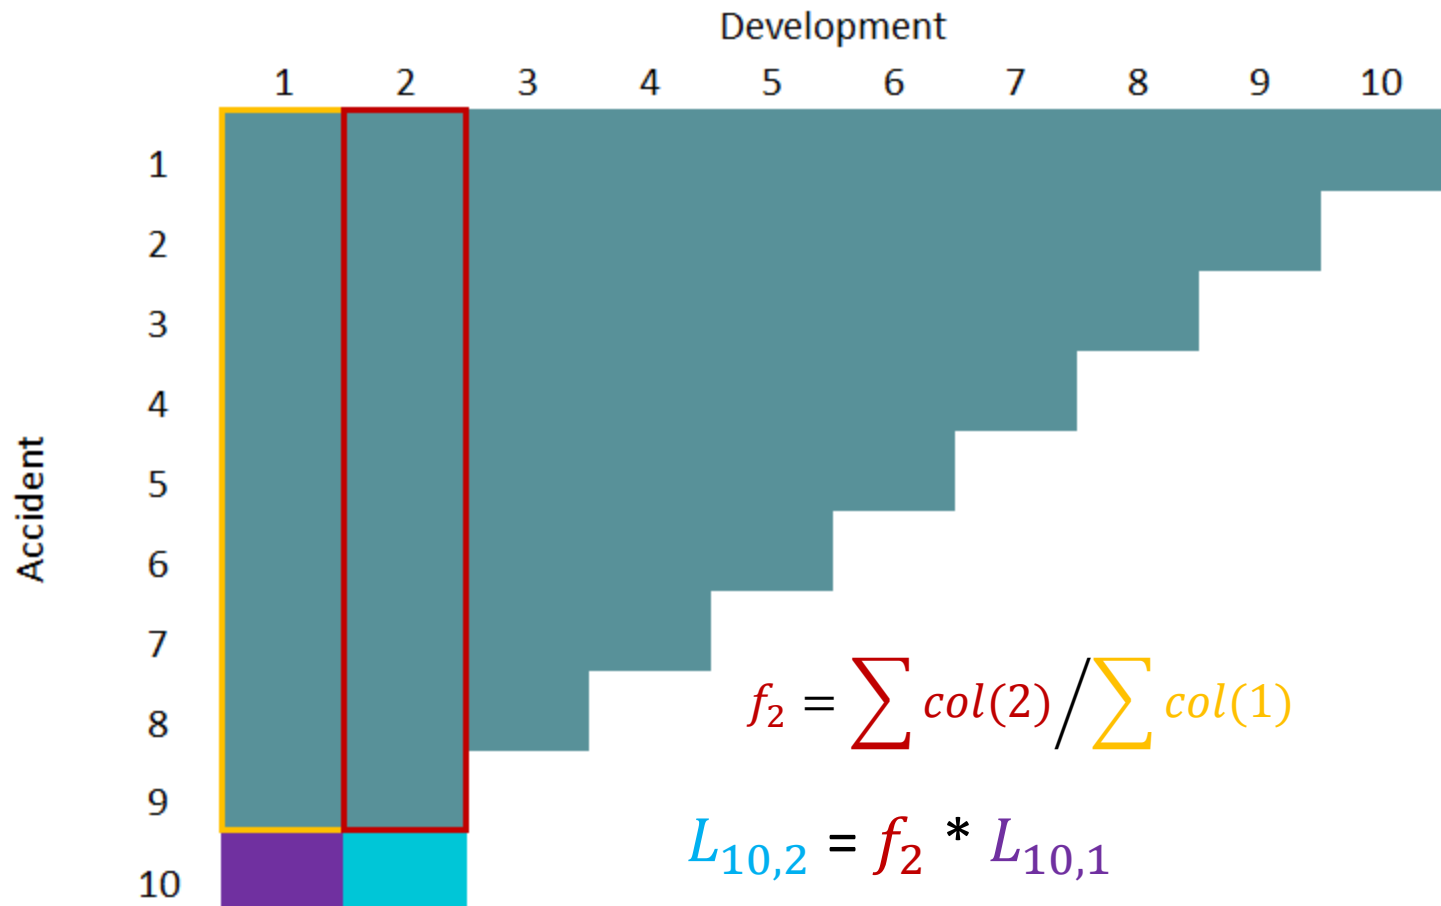 Development
1 2 3 4 5 6 7 8 9 10
Accident
1
2
3
4
5
6
7
8
9
10
f₂ = ∑ col(2) / ∑ col(1)
L₁₀,₂ = f₂ * L₁₀,₁